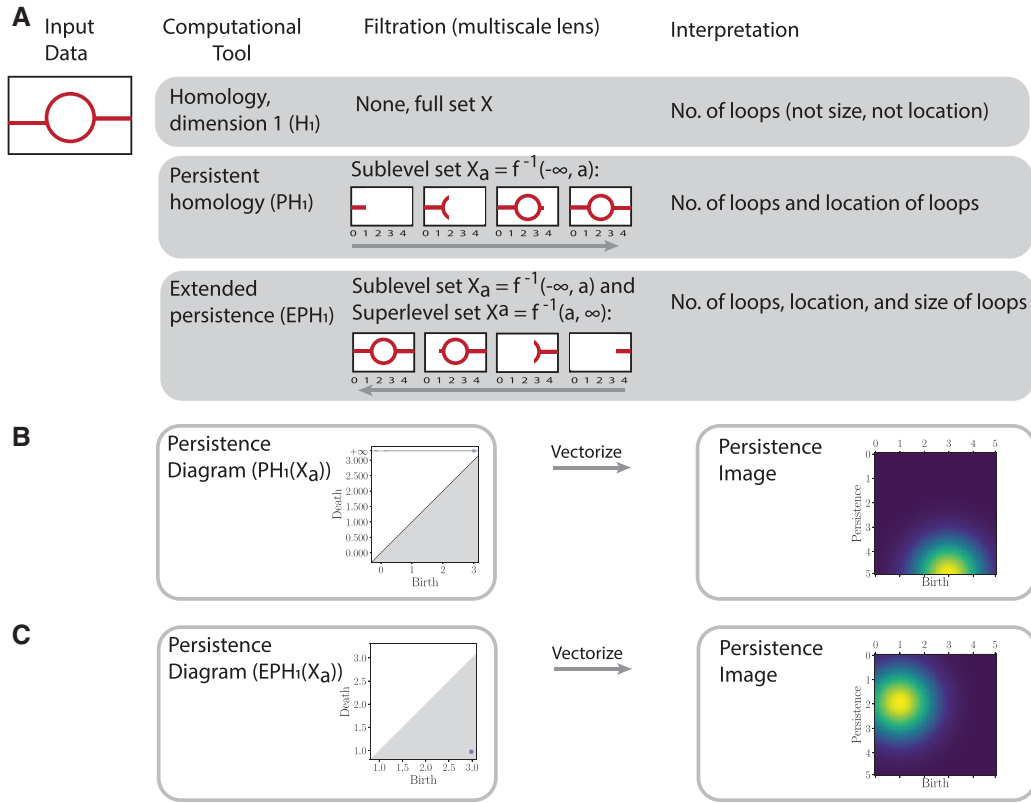 A
Input
Data
Computational
Tool
Filtration (multiscale lens)
Interpretation
Homology,
dimension 1 (H₁)
None, full set X
No. of loops (not size, not location)
Persistent
homology (PH₁)
Sublevel set Xa = f⁻¹(-∞, a):
0 1 2 3 4
0 1 2 3 4
0 1 2 3 4
0 1 2 3 4
No. of loops and location of loops
Extended
persistence (EPH₁)
Sublevel set Xa = f⁻¹(-∞, a) and
Superlevel set Xᵃ = f⁻¹(a, ∞):
0 1 2 3 4
0 1 2 3 4
0 1 2 3 4
0 1 2 3 4
No. of loops, location, and size of loops
B
Persistence
Diagram (PH₁(Xa))
+∞
3.000
2.500
2.000
1.500
1.000
0.500
0.000
Death
0 1 2 3
Birth
Vectorize
Persistence
Image
0 1 2 3 4 5
0
1
2
3
4
5
Persistence
Birth
C
Persistence
Diagram (EPH₁(Xa))
3.0
2.5
2.0
1.5
1.0
Death
1.0 1.5 2.0 2.5 3.0
Birth
Vectorize
Persistence
Image
0 1 2 3 4 5
0
1
2
3
4
5
Persistence
Birth